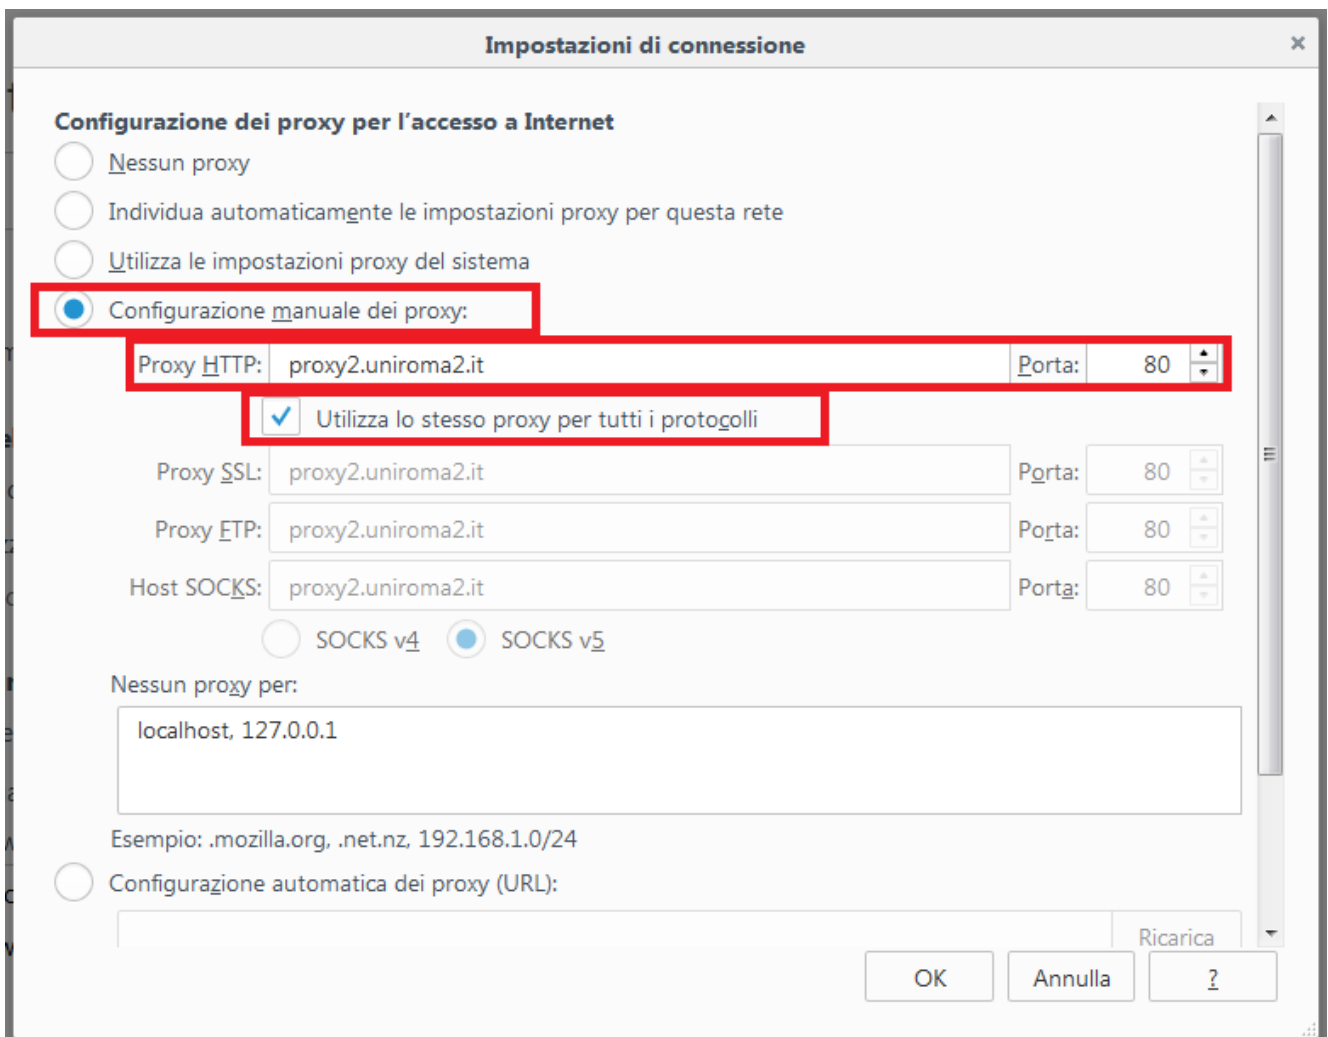 Impostazioni di connessione
Configurazione dei proxy per l'accesso a Internet
Nessun proxy
Individua automaticamente le impostazioni proxy per questa rete
Utilizza le impostazioni proxy del sistema
Configurazione manuale dei proxy:
Proxy HTTP: proxy2.uniroma2.it Porta: 80
Utilizza lo stesso proxy per tutti i protocolli
Proxy SSL: proxy2.uniroma2.it Porta: 80
Proxy FTP: proxy2.uniroma2.it Porta: 80
Host SOCKS: proxy2.uniroma2.it Porta: 80
SOCKS v4 SOCKS v5
Nessun proxy per:
localhost, 127.0.0.1
Esempio: .mozilla.org, .net.nz, 192.168.1.0/24
Configurazione automatica dei proxy (URL):
Ricarica
OK Annulla ?